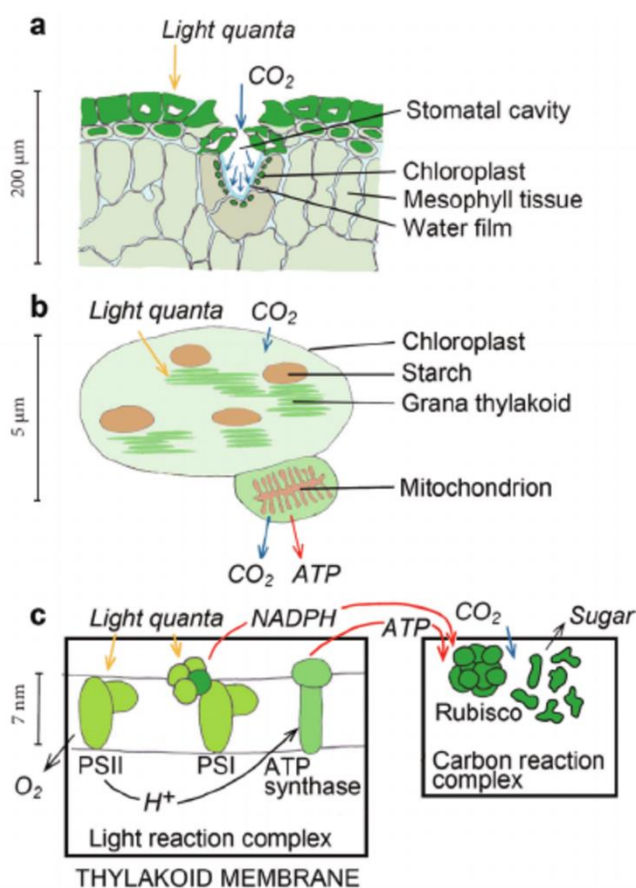 a
Light quanta
CO2
Stomatal cavity
Chloroplast
Mesophyll tissue
Water film
200 μm
b
Light quanta
CO2
Chloroplast
Starch
Grana thylakoid
Mitochondrion
5 μm
CO2 ATP
c
Light quanta
NADPH
ATP
CO2
Sugar
7 nm
Rubisco
Carbon reaction
complex
O2
PSII
H+
PSI
ATP
synthase
Light reaction complex
THYLAKOID MEMBRANE